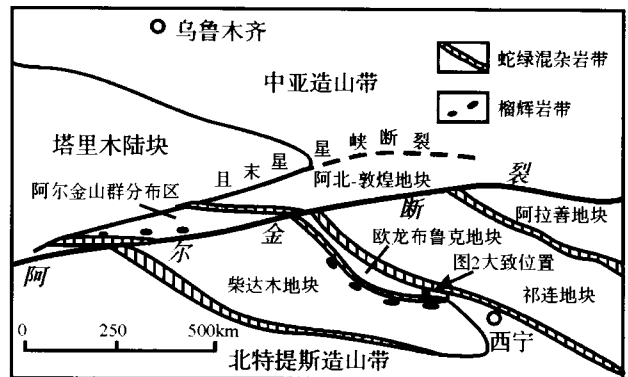 乌鲁木齐
蛇绿混杂岩带
中亚造山带
榴辉岩带
塔里木陆块
且末星星峡断裂
阿北-敦煌地块
阿尔金山群分布区
阿拉善地块
阿尔金断裂
欧龙布鲁克地块
图2大致位置
柴达木地块
祁连地块
0 250 500km
西宁
北特提斯造山带